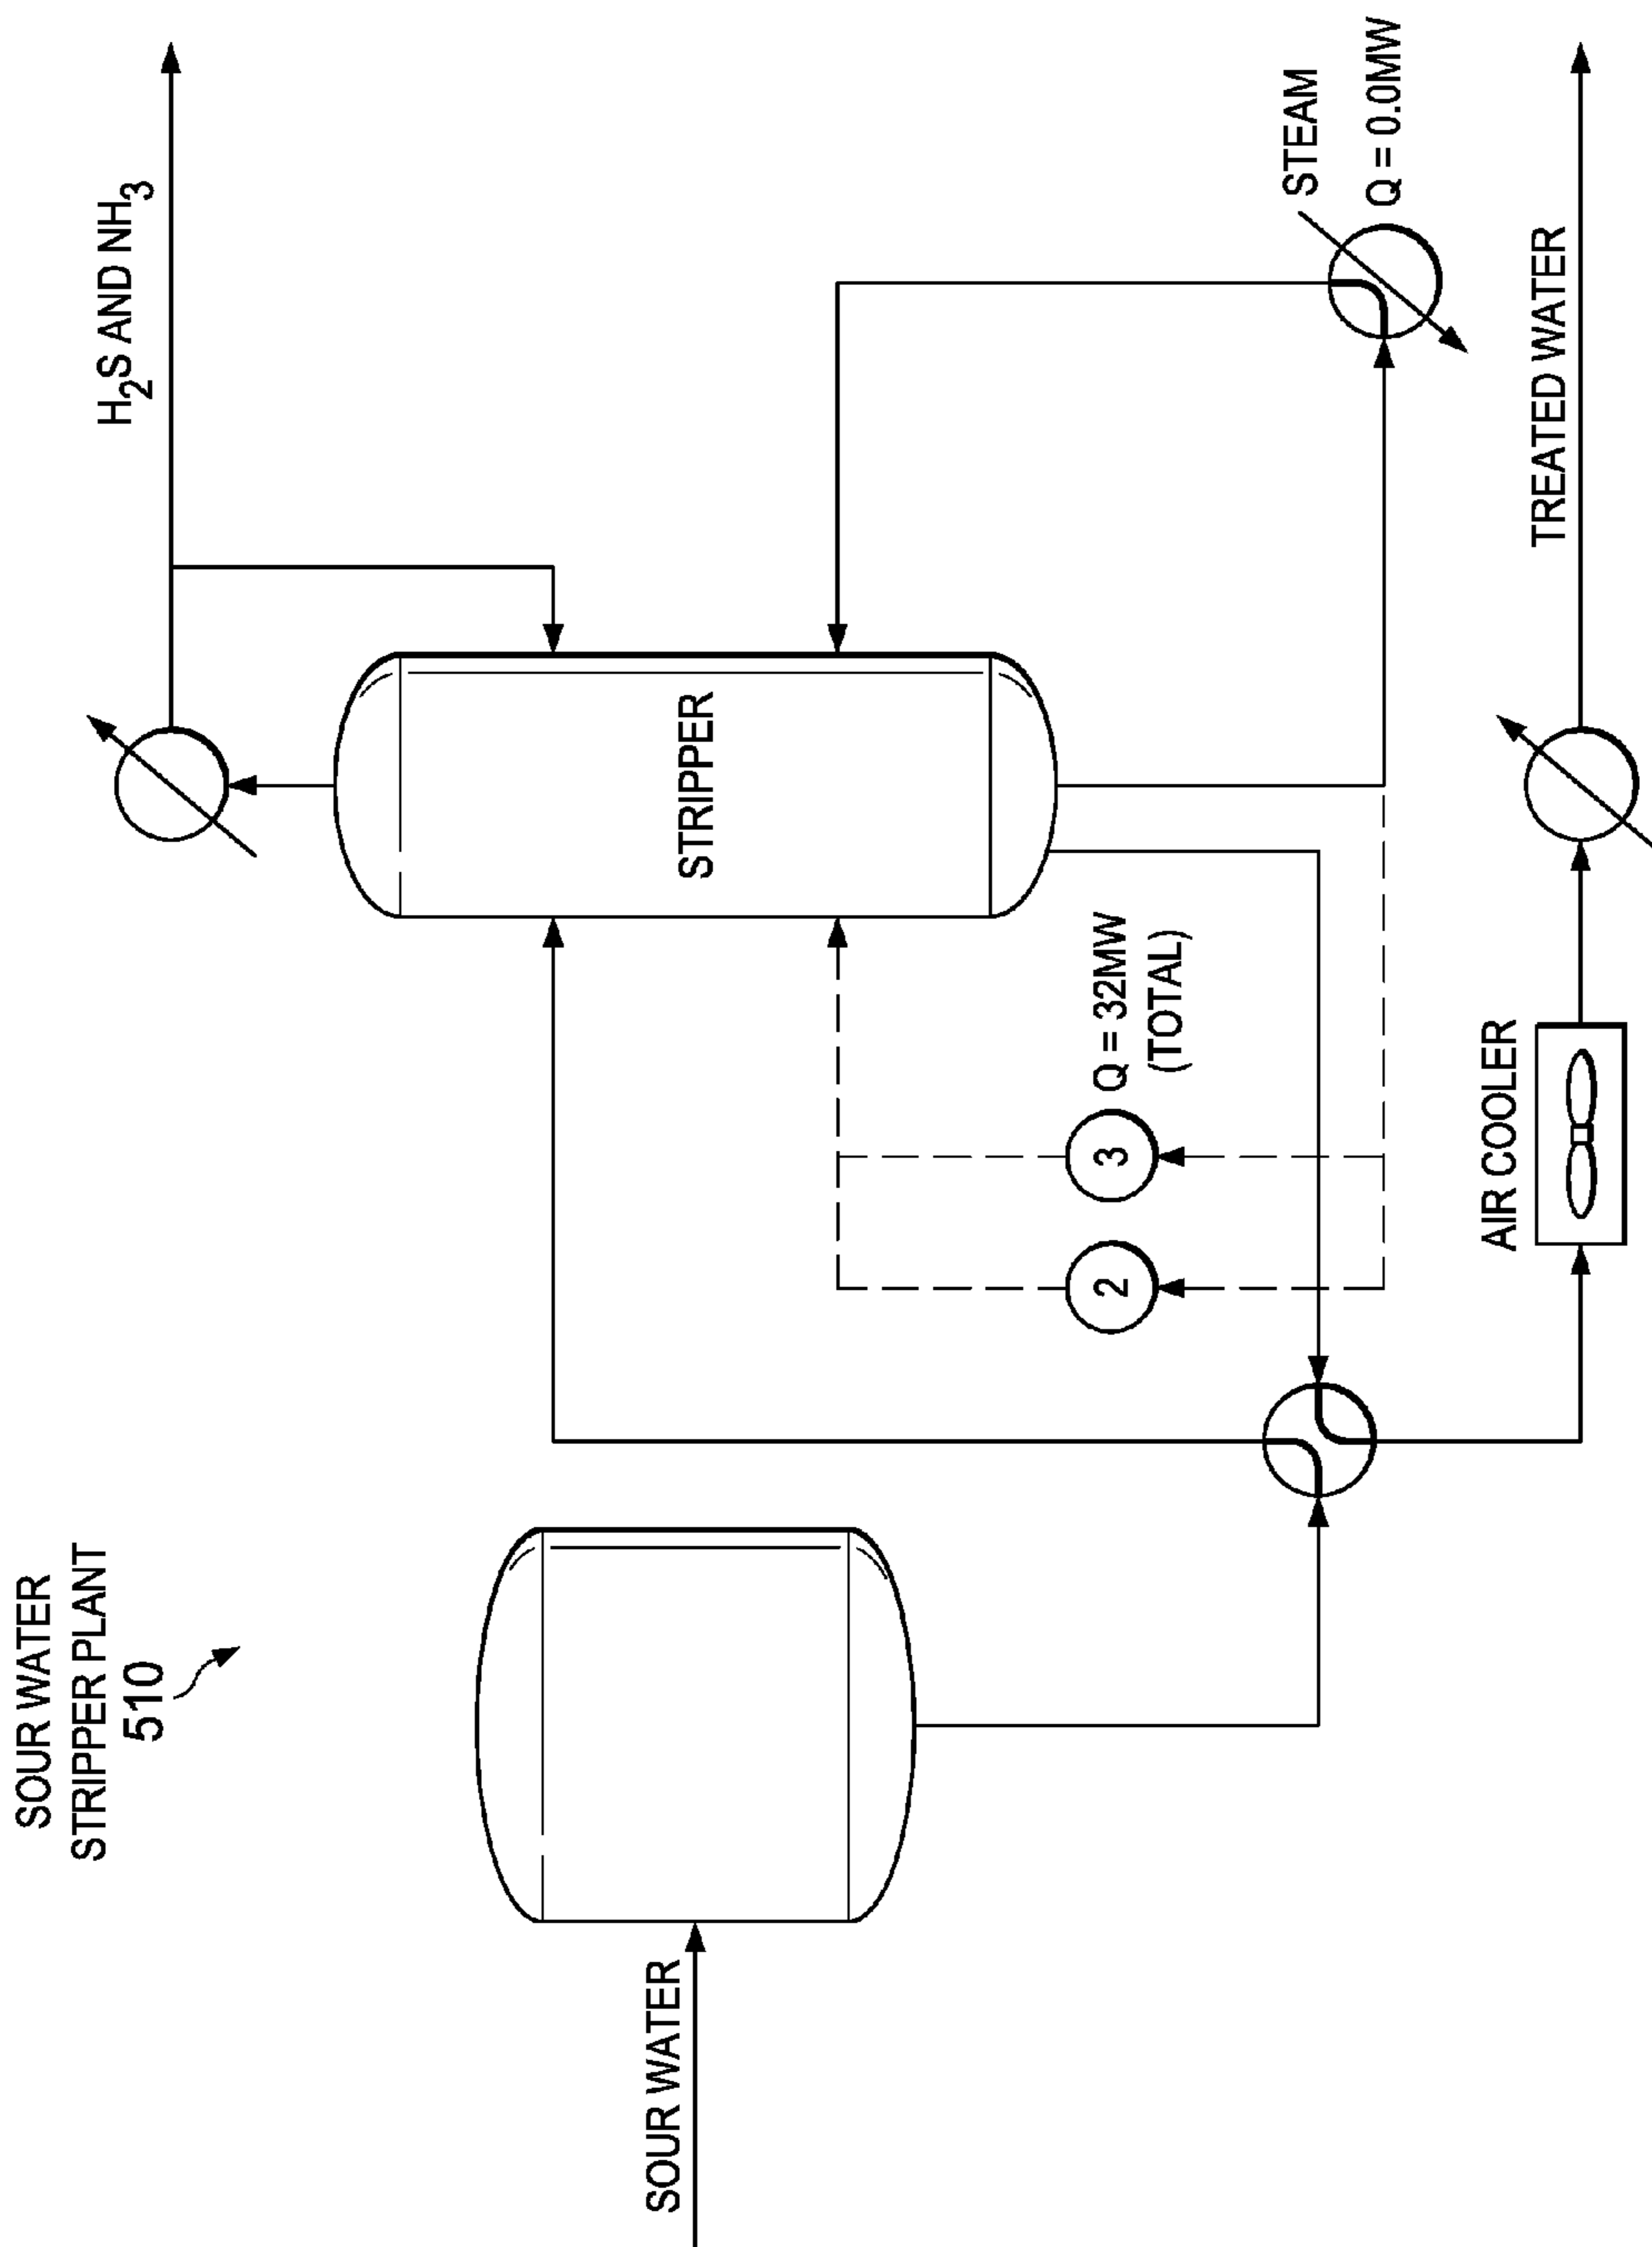 SOUR WATER
STRIPPER PLANT
510
H2S AND NH3
STEAM
Q = 0.0MW
STRIPPER
Q = 32MW
(TOTAL)
2
3
SOUR WATER
AIR COOLER
TREATED WATER